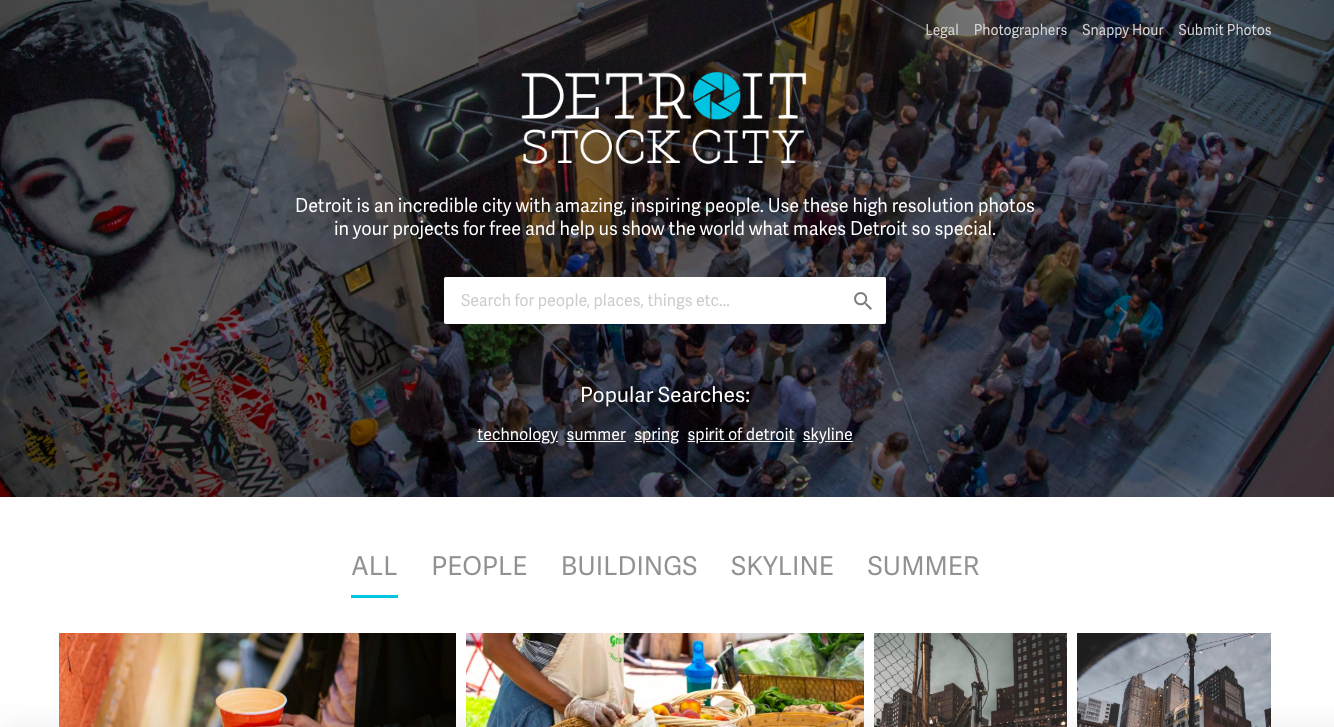 Legal Photographers Snappy Hour Submit Photos
DETROIT
STOCK CITY
Detroit is an incredible city with amazing, inspiring people. Use these high resolution photos
in your projects for free and help us show the world what makes Detroit so special.
Search for people, places, things etc...
Popular Searches:
technology summer spring spirit of detroit skyline
ALL PEOPLE BUILDINGS SKYLINE SUMMER